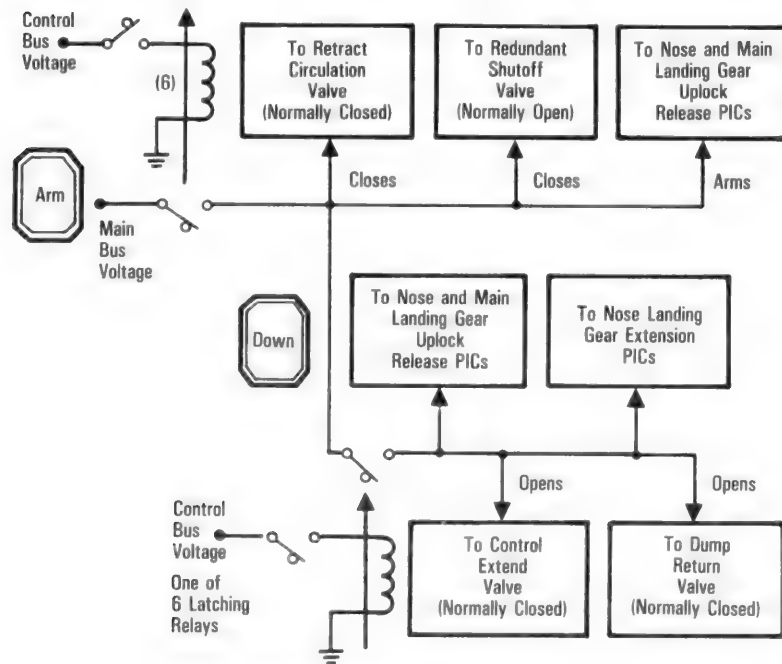 Control
Bus
Voltage
(6)
To Retract
Circulation
Valve
(Normally Closed)
To Redundant
Shutoff
Valve
(Normally Open)
To Nose and Main
Landing Gear
Uplock
Release PICs
Closes
Closes
Arms
Arm
Main
Bus
Voltage
Down
To Nose and Main
Landing Gear
Uplock
Release PICs
To Nose Landing
Gear Extension
PICs
Opens
Opens
Control
Bus
Voltage
One of
6 Latching
Relays
To Control
Extend
Valve
(Normally Closed)
To Dump
Return
Valve
(Normally Closed)